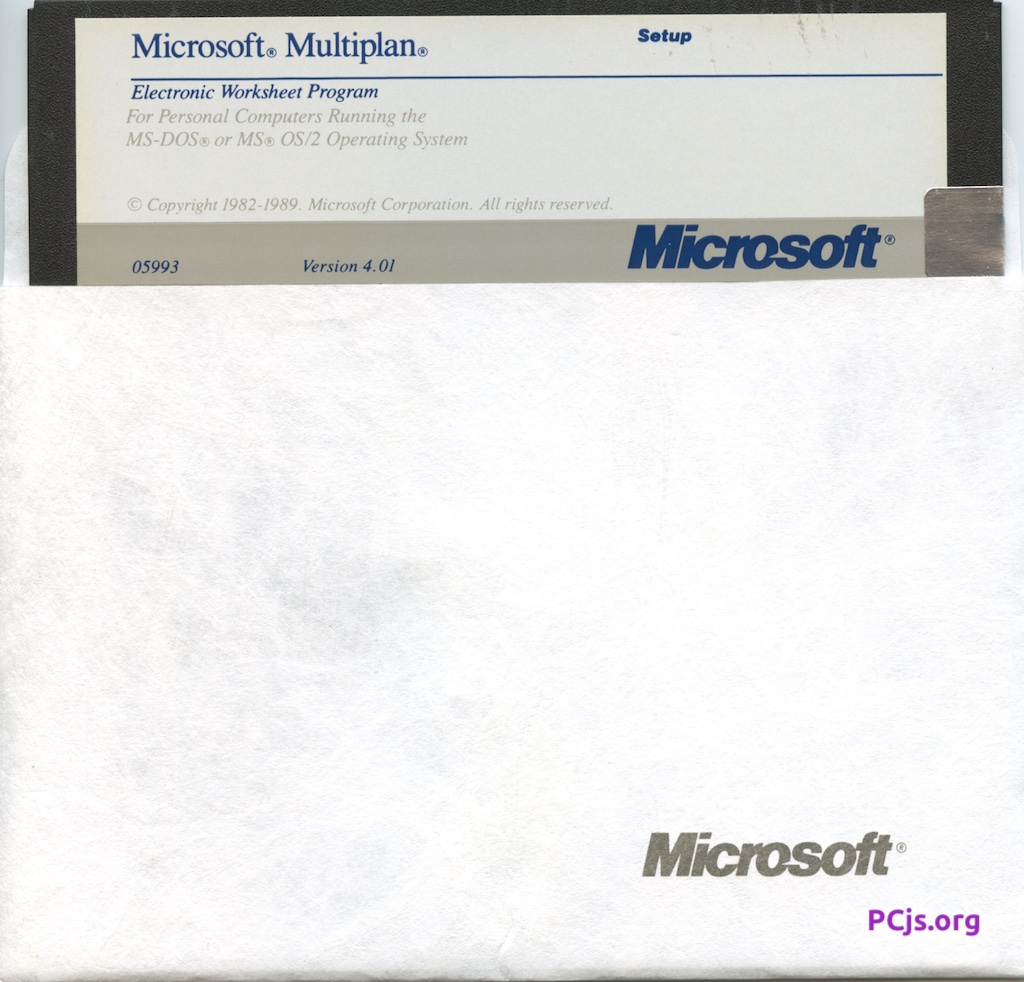 Microsoft® Multiplan®
Setup
Electronic Worksheet Program
For Personal Computers Running the
MS-DOS® or MS® OS/2 Operating System
© Copyright 1982-1989. Microsoft Corporation. All rights reserved.
Microsoft®
05993 Version 4.01
Microsoft®
PCjs.org